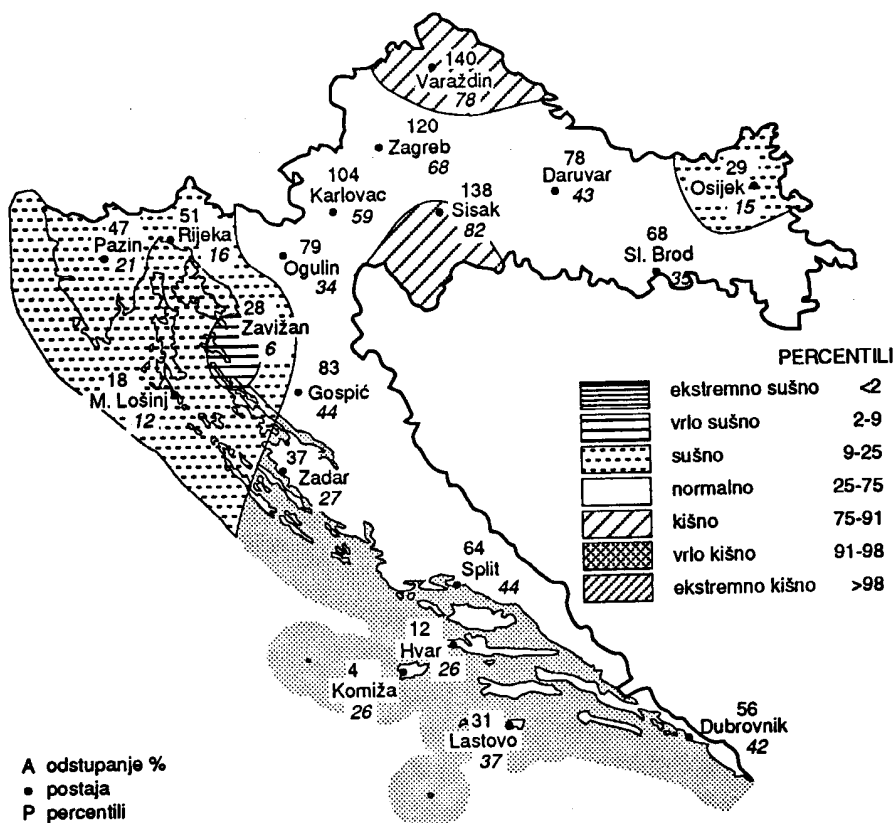 140
Varaždin
78
120
Zagreb
68
104
Karlovac
59
138
Sisak
82
78
Daruvar
43
29
Osijek
15
68
Sl. Brod
35
47
Pazin
21
51
Rijeka
16
79
Ogulin
34
28
Zavižan
6
18
M. Lošinj
12
83
Gospić
44
37
Zadar
27
64
Split
44
12
Hvar
26
4
Komiža
26
31
Lastovo
37
56
Dubrovnik
42
PERCENTILI
ekstremno sušno <2
vrlo sušno 2-9
sušno 9-25
normalno 25-75
kišno 75-91
vrlo kišno 91-98
ekstremno kišno >98
A odstupanje %
• postaja
P percentili